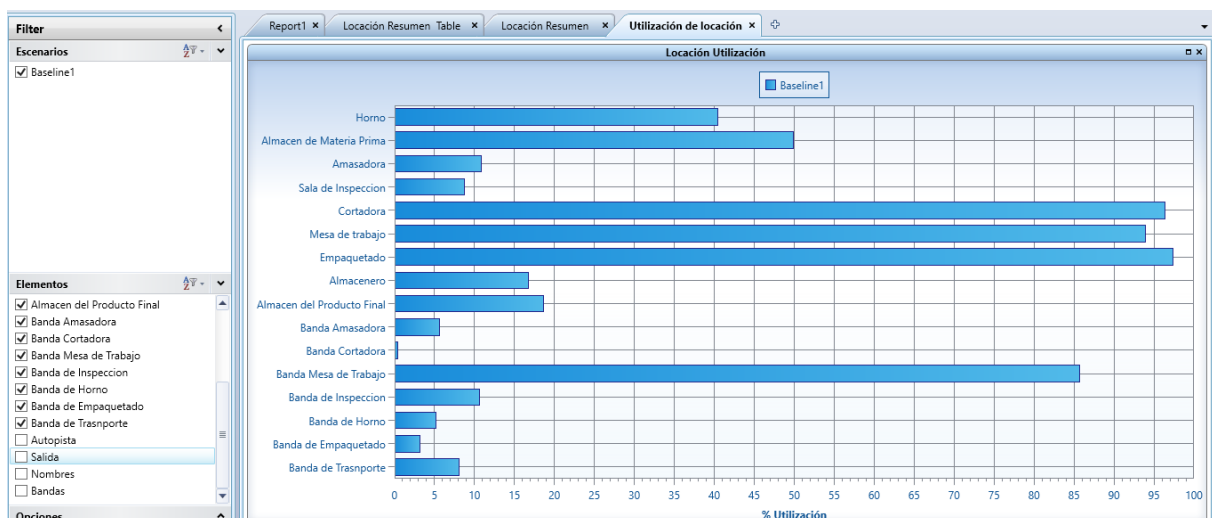 Filter
Escenarios
Baseline1
Elementos
Almacen del Producto Final
Banda Amasadora
Banda Cortadora
Banda Mesa de Trabajo
Banda de Inspeccion
Banda de Horno
Banda de Empaquetado
Banda de Trasnporte
Autopista
Salida
Nombres
Bandas
Opciones
Report1 Locación Resumen Table Locación Resumen Utilización de locación
Locación Utilización
Baseline1
Horno
Almacen de Materia Prima
Amasadora
Sala de Inspeccion
Cortadora
Mesa de trabajo
Empaquetado
Almacenero
Almacen del Producto Final
Banda Amasadora
Banda Cortadora
Banda Mesa de Trabajo
Banda de Inspeccion
Banda de Horno
Banda de Empaquetado
Banda de Trasnporte
0 5 10 15 20 25 30 35 40 45 50 55 60 65 70 75 80 85 90 95 100
% Utilización